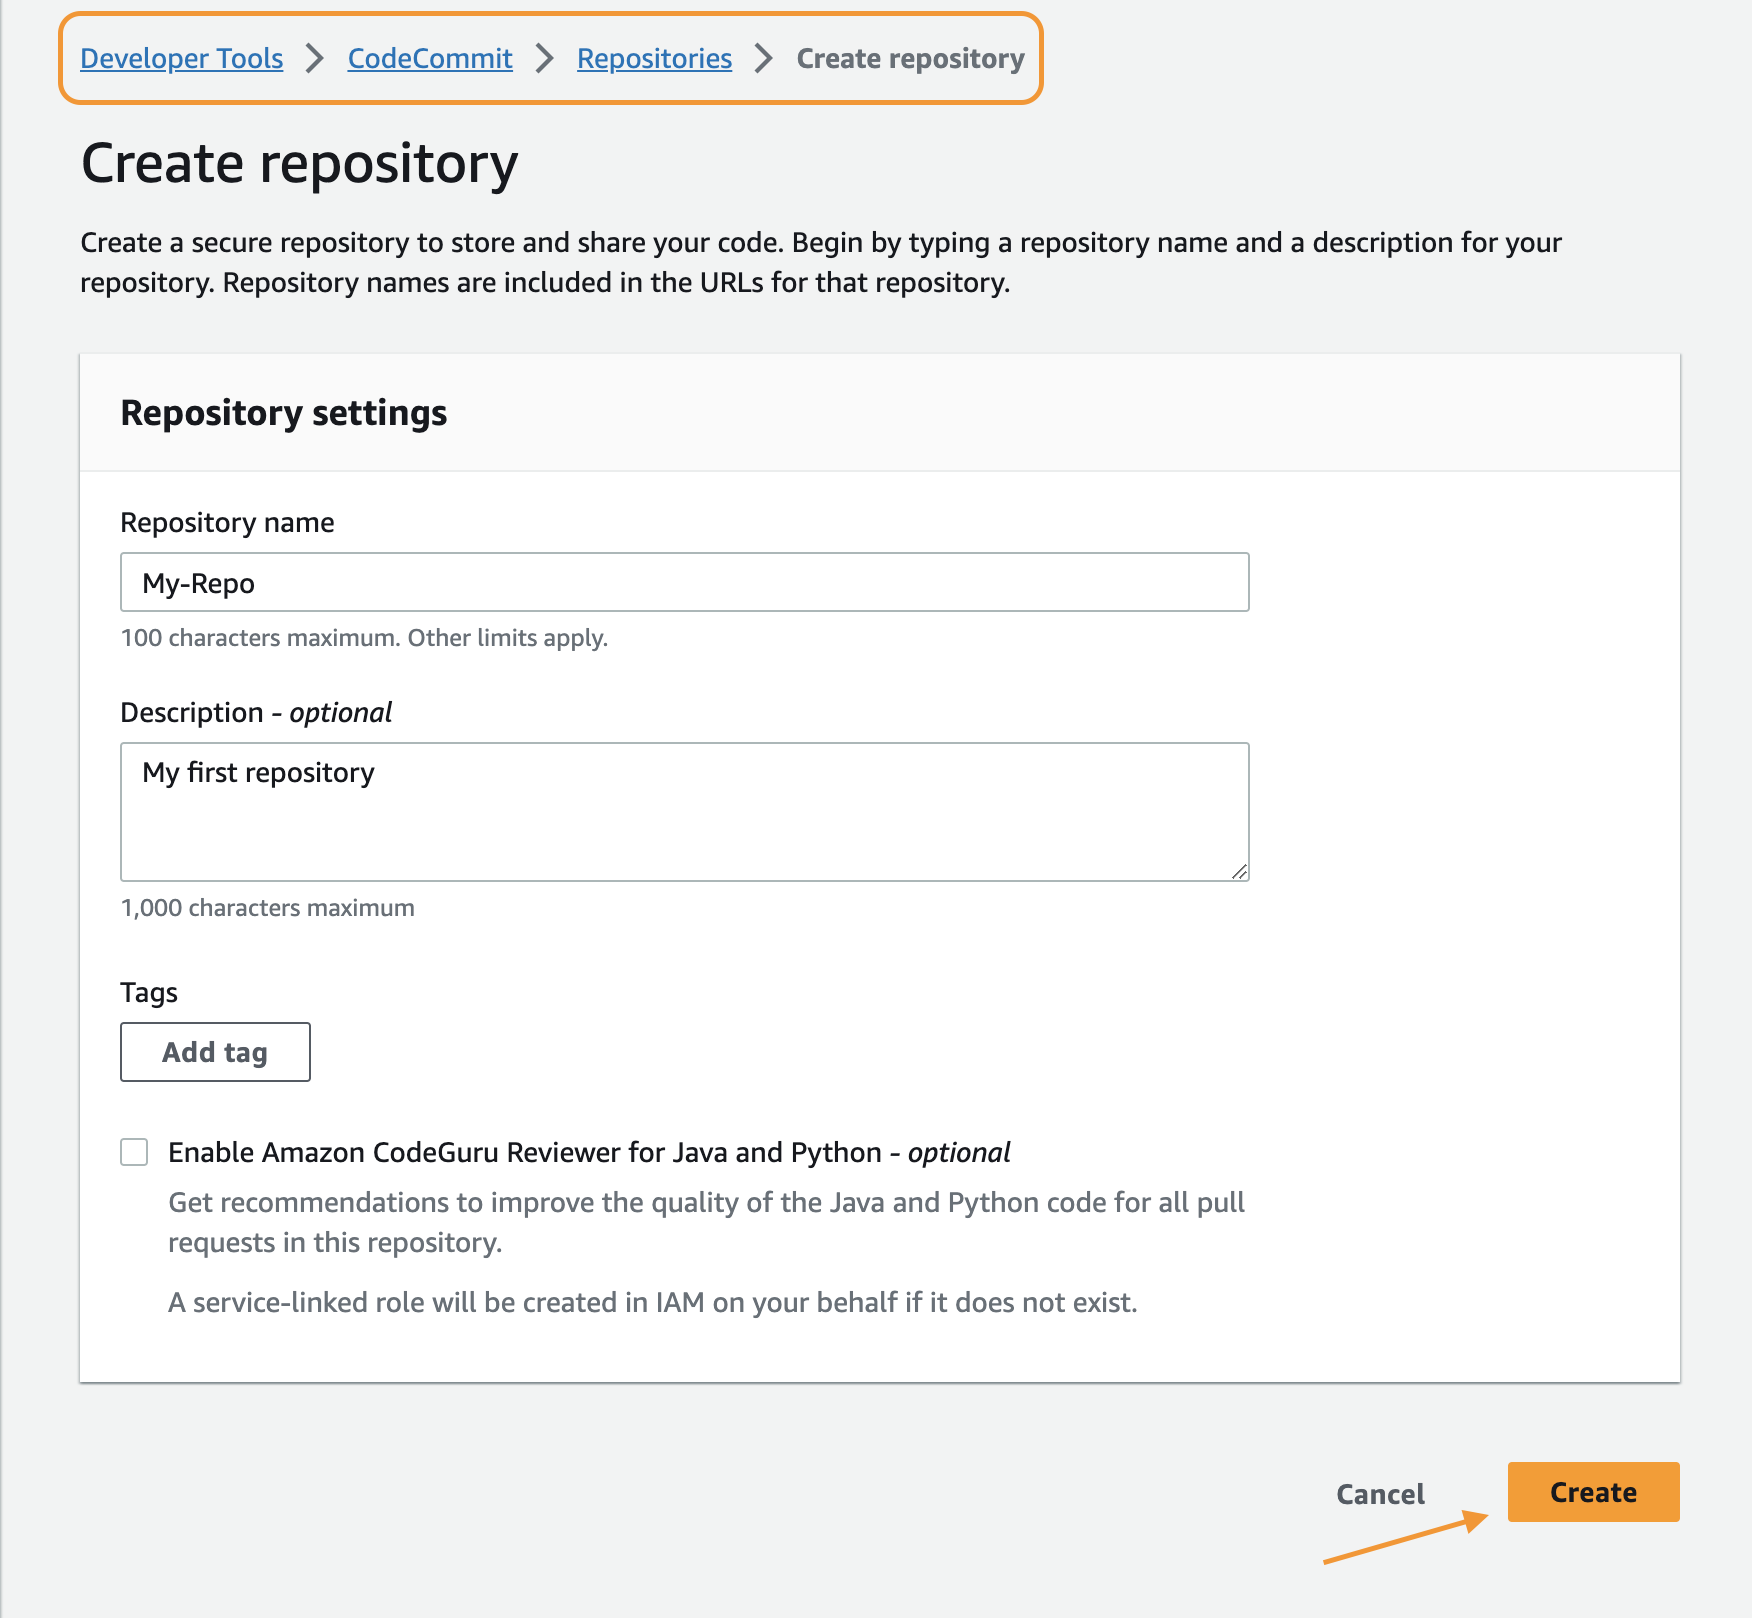 Developer Tools > CodeCommit > Repositories > Create repository
Create repository
Create a secure repository to store and share your code. Begin by typing a repository name and a description for your
repository. Repository names are included in the URLs for that repository.
Repository settings
Repository name
My-Repo
100 characters maximum. Other limits apply.
Description - optional
My first repository
1,000 characters maximum
Tags
Add tag
Enable Amazon CodeGuru Reviewer for Java and Python - optional
Get recommendations to improve the quality of the Java and Python code for all pull
requests in this repository.
A service-linked role will be created in IAM on your behalf if it does not exist.
Cancel Create